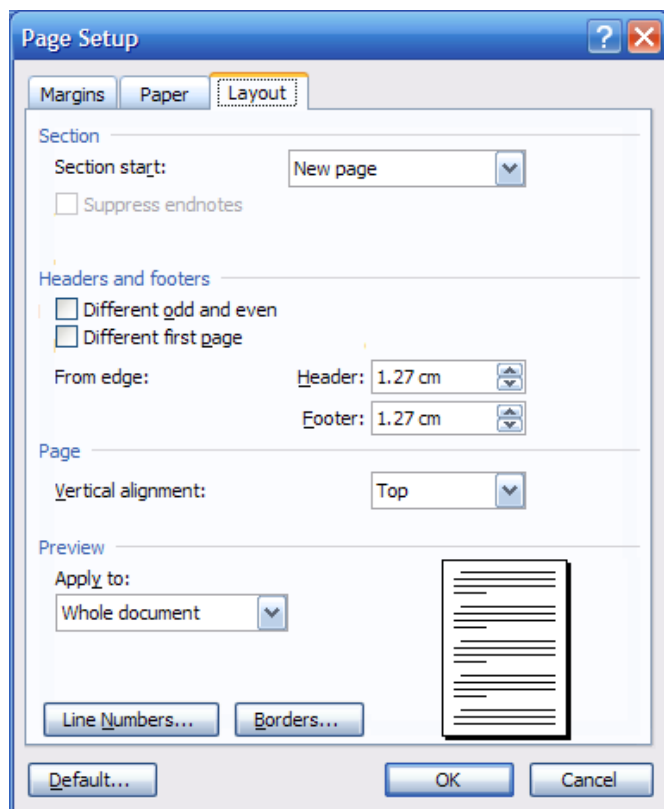 Page Setup
Margins Paper Layout
Section
Section start: New page
Suppress endnotes
Headers and footers
Different odd and even
Different first page
From edge: Header: 1.27 cm
Footer: 1.27 cm
Page
Vertical alignment: Top
Preview
Apply to:
Whole document
Line Numbers... Borders...
Default... OK Cancel